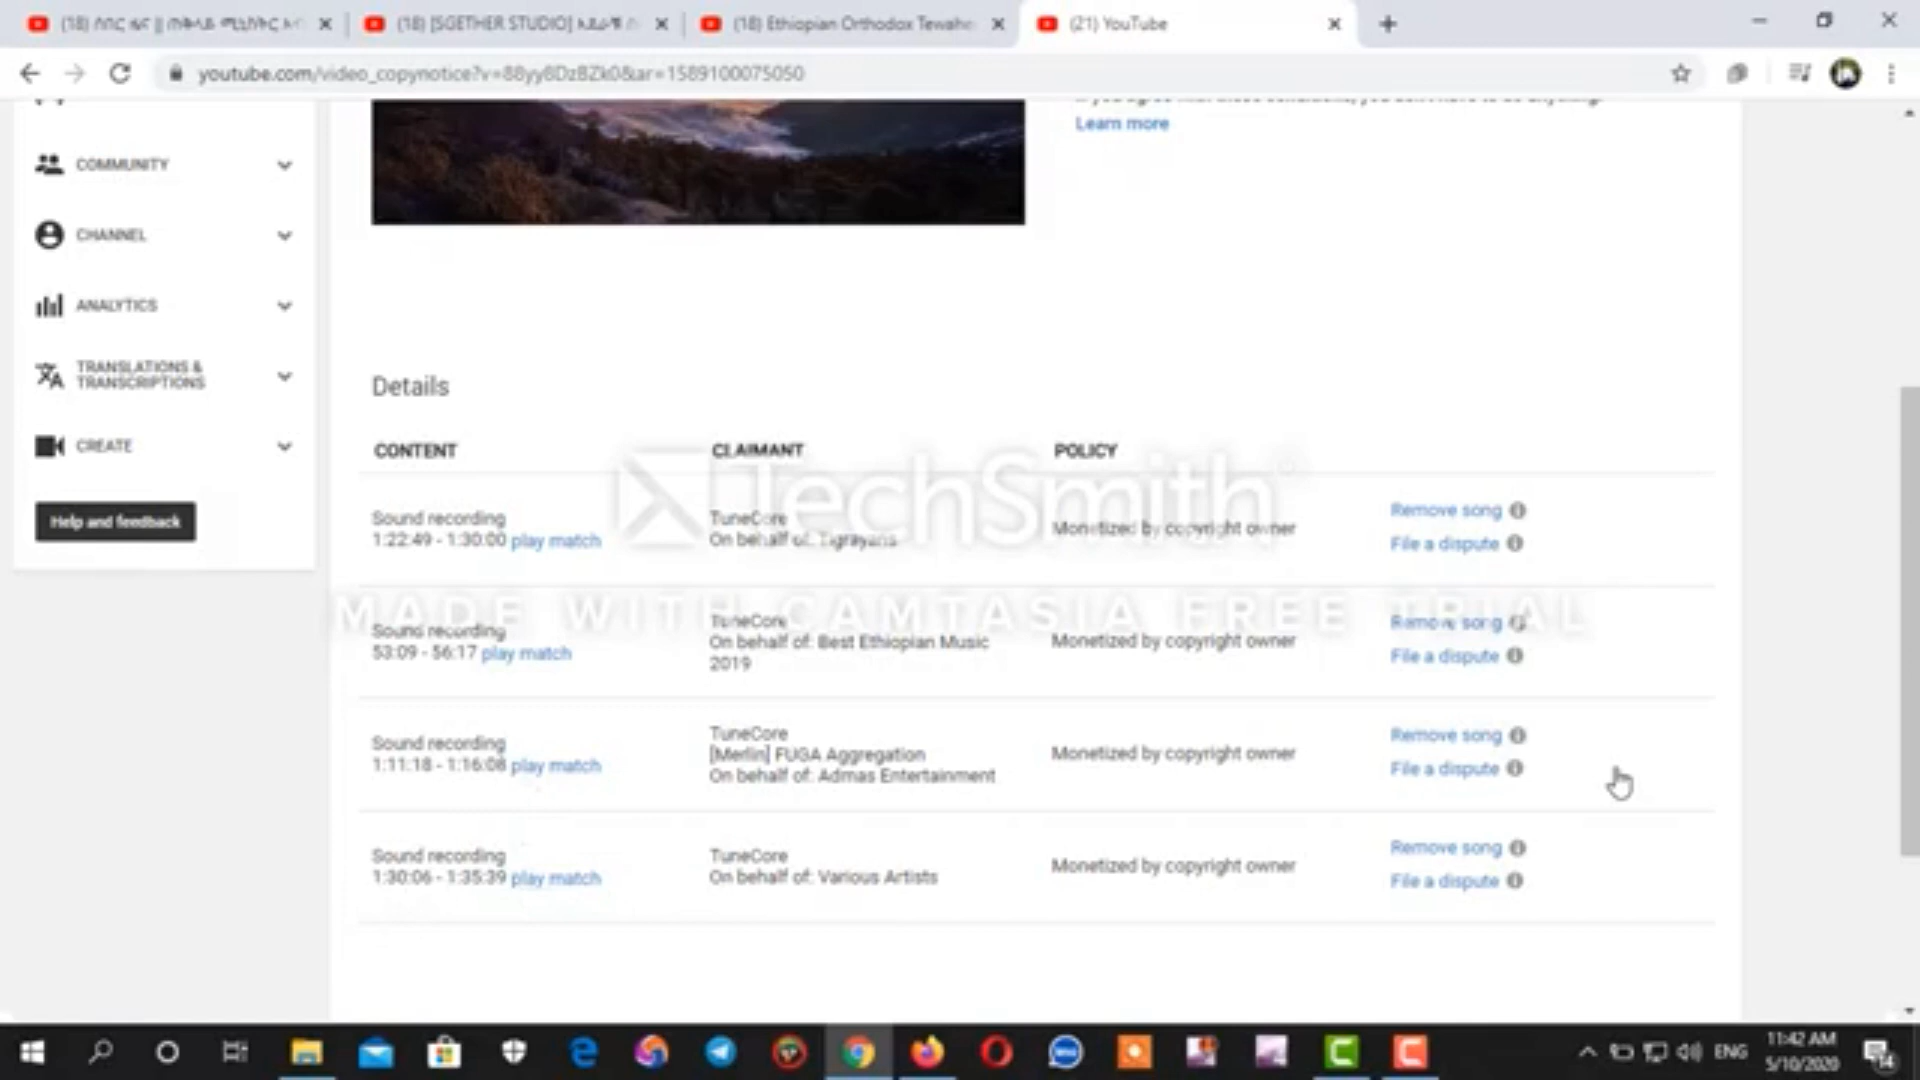 (18) [SGETHER STUDIO]
(18) Ethiopian Orthodox Tewahe
(21) YouTube
youtube.com/video_copynotice?v=88yy8DzBZk0&ar=1589100075050
Learn more
COMMUNITY
CHANNEL
ANALYTICS
TRANSLATIONS &
TRANSCRIPTIONS
CREATE
Help and feedback
Details
CONTENT CLAIMANT POLICY
Sound recording
1:22:49 - 1:30:00 play match
TuneCore
On behalf of: Tigrayans
Monetized by copyright owner
Remove song
File a dispute
Sound recording
53:09 - 56:17 play match
TuneCore
On behalf of: Best Ethiopian Music
2019
Monetized by copyright owner
Remove song
File a dispute
Sound recording
1:11:18 - 1:16:08 play match
TuneCore
[Merlin] FUGA Aggregation
On behalf of: Admas Entertainment
Monetized by copyright owner
Remove song
File a dispute
Sound recording
1:30:06 - 1:35:39 play match
TuneCore
On behalf of: Various Artists
Monetized by copyright owner
Remove song
File a dispute
TechSmith
MADE WITH CAMTASIA FREE TRIAL
ENG
11:42 AM
5/10/2020
14